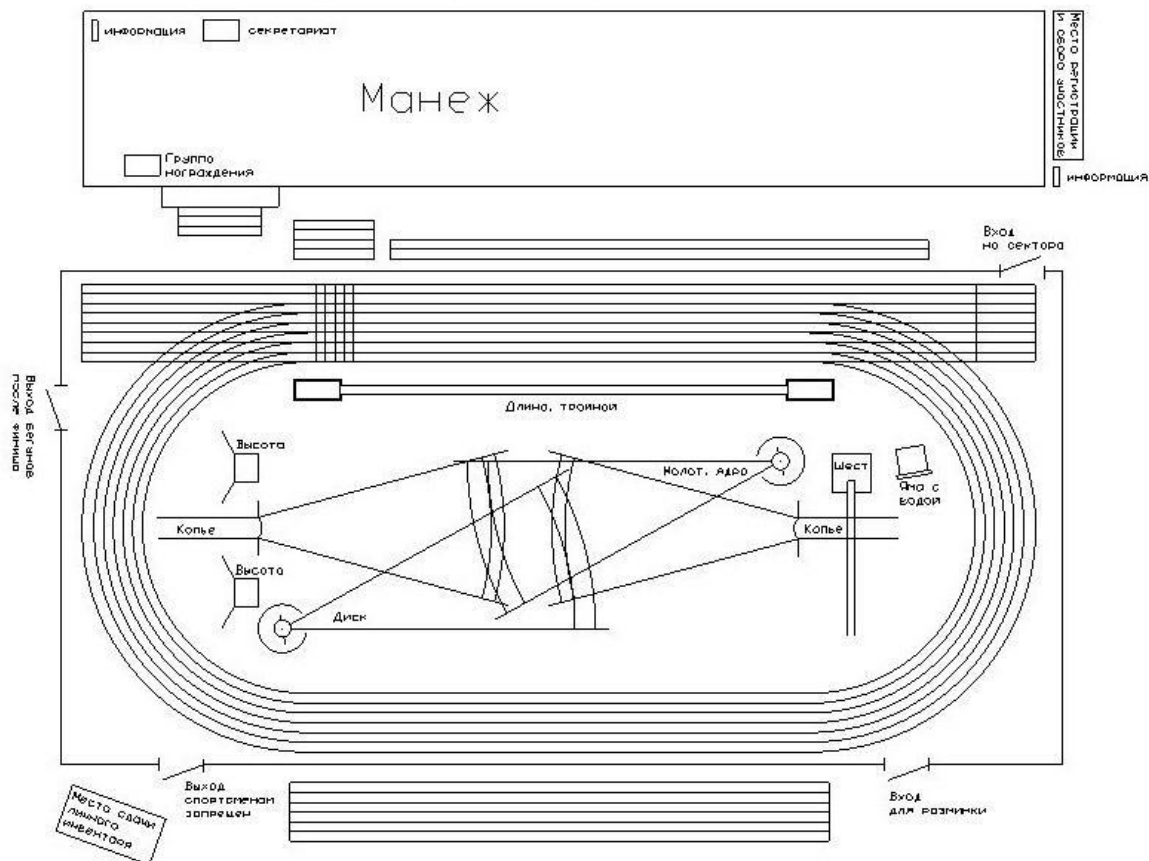 информация
секретариат
Манеж
Группа
награждения
Место регистрации
и сбора участников
информация
Вход
на сектора
Выход бегунов
после финиша
Длина, тройной
Высота
Молот, ядро
Шест
Яма с
водой
Копье
Копье
Высота
Диск
Выход
спортсменам
запрещен
Место сдачи
личного
инвентаря
Вход
для разминки